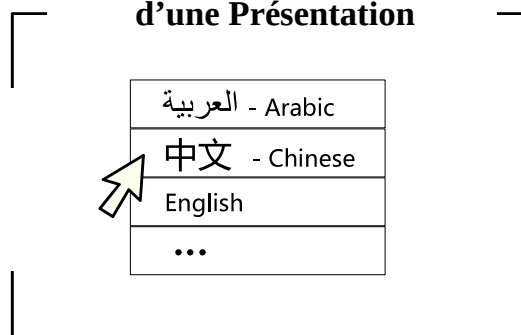 d’une Présentation
العربية - Arabic
中文 - Chinese
English
...